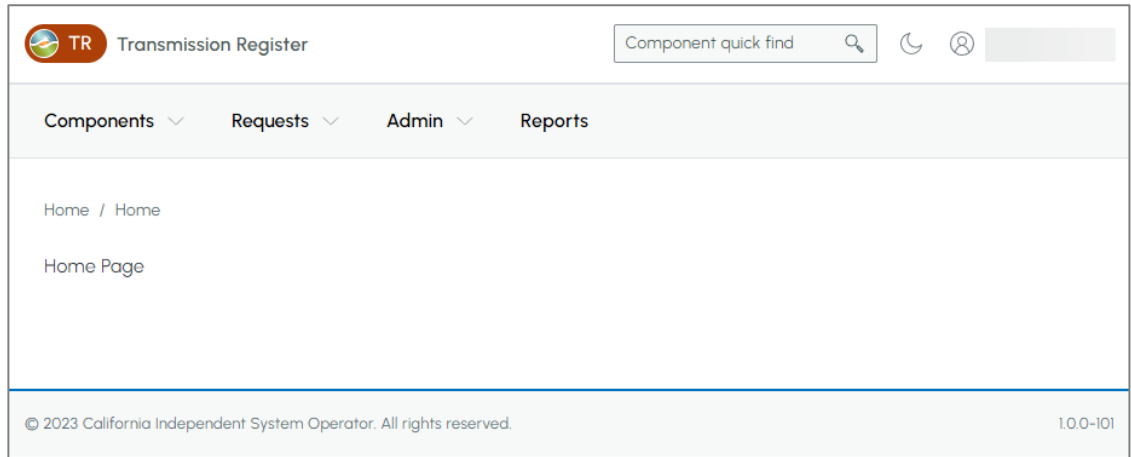 TR Transmission Register Component quick find
Components Requests Admin Reports
Home / Home
Home Page
© 2023 California Independent System Operator. All rights reserved. 1.0.0-101